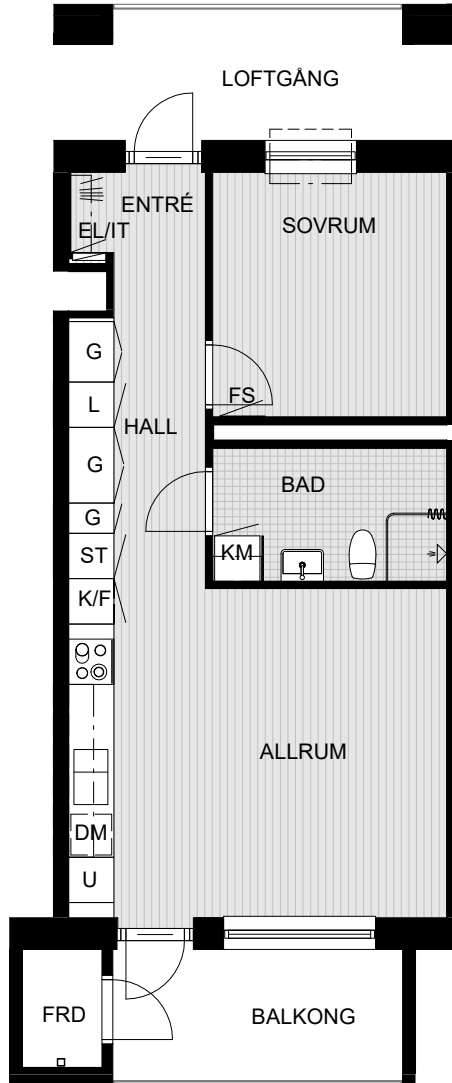 LOFTGÅNG
ENTRÉ
EL/IT
SOVRUM
G
L
FS
HALL
G
BAD
G
ST
KM
K/F
ALLRUM
DM
U
FRD
BALKONG